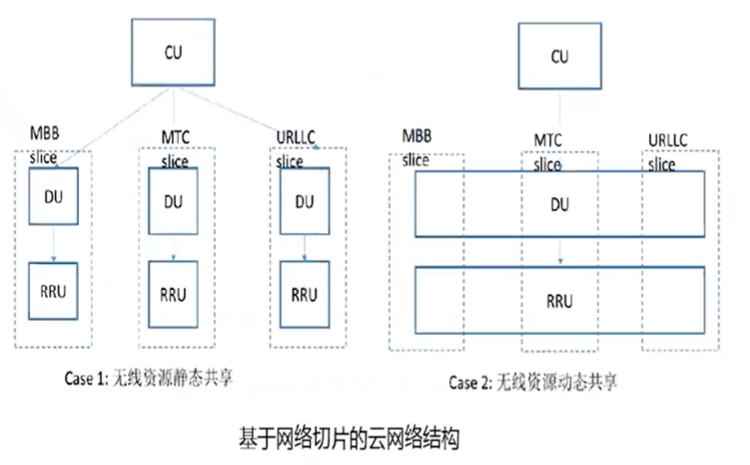 CU
MBB
slice
MTC
slice
URLLC
slice
DU
DU
DU
RRU
RRU
RRU
Case 1: 无线资源静态共享
CU
MBB
slice
MTC
slice
URLLC
slice
DU
RRU
Case 2: 无线资源动态共享
基于网络切片的云网络结构